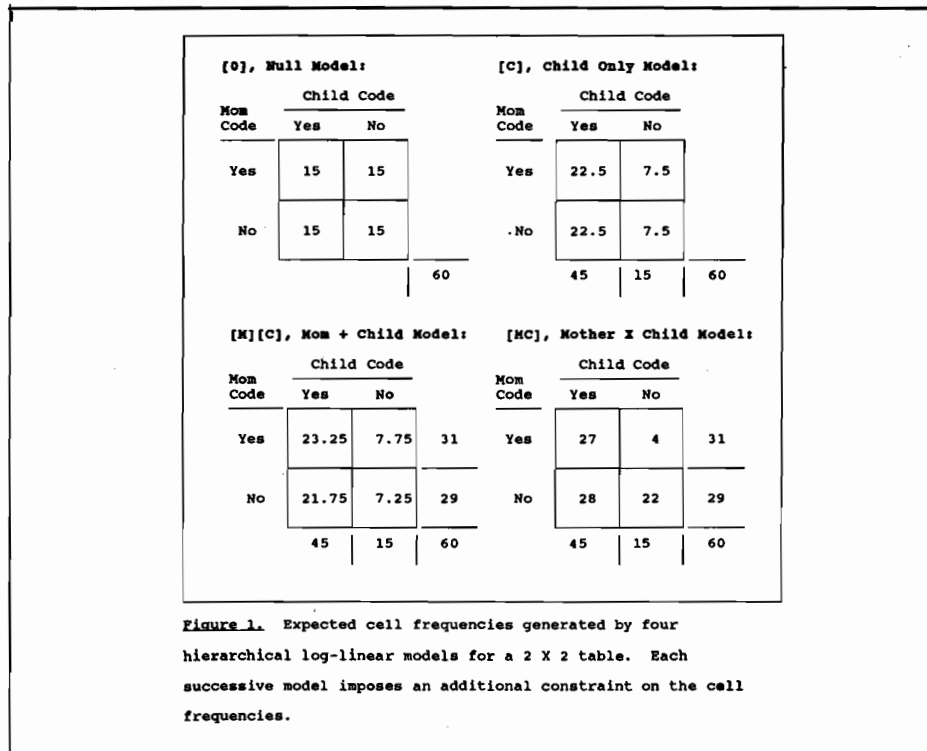 [0], Null Model:
Child Code
Mom
Code Yes No
Yes 15 15
No 15 15
60
[C], Child Only Model:
Child Code
Mom
Code Yes No
Yes 22.5 7.5
.No 22.5 7.5
45 15 60
[M][C], Mom + Child Model:
Child Code
Mom
Code Yes No
Yes 23.25 7.75 31
No 21.75 7.25 29
45 15 60
[MC], Mother X Child Model:
Child Code
Mom
Code Yes No
Yes 27 4 31
No 28 22 29
45 15 60
Figure 1. Expected cell frequencies generated by four
hierarchical log-linear models for a 2 X 2 table. Each
successive model imposes an additional constraint on the cell
frequencies.